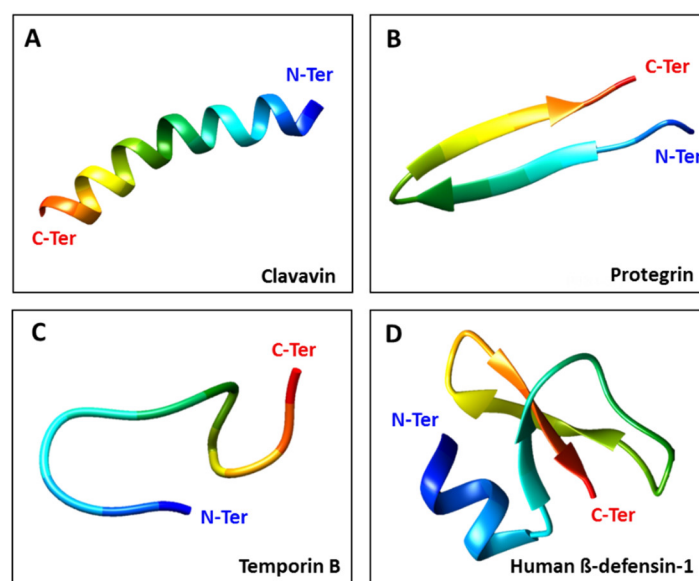 A
N-Ter
C-Ter
Clavavin
B
C-Ter
N-Ter
Protegrin
C
C-Ter
N-Ter
Temporin B
D
N-Ter
C-Ter
Human ß-defensin-1